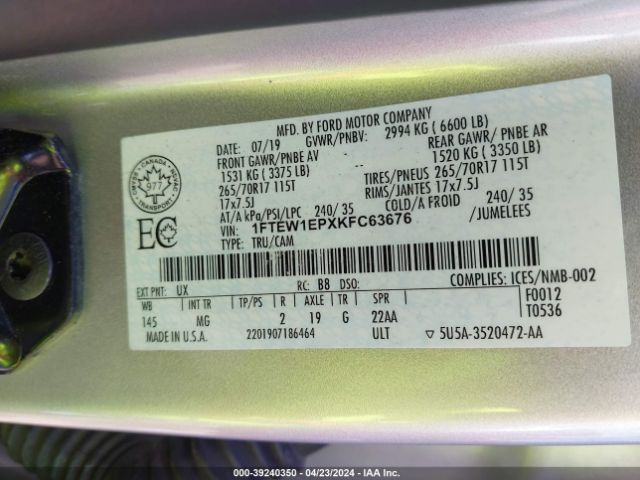 MFD. BY FORD MOTOR COMPANY
DATE: 07/19 GVWR/PNBV: 2994 KG ( 6600 LB)
FRONT GAWR/PNBE AV REAR GAWR/ PNBE AR
1531 KG ( 3375 LB) 1520 KG ( 3350 LB)
265/70R17 115T TIRES/PNEUS 265/70R17 115T
17x7.5J RIMS/JANTES 17x7.5J
AT/A kPa/PSI/LPC 240/ 35 COLD/A FROID 240/ 35
VIN: 1FTEW1EPXKFC63676 /JUMELEES
TYPE: TRU/CAM
CANADA
977
TRANSPORT
EC
EXT PNT: UX RC: B8 DSO: COMPLIES: ICES/NMB-002
WB INT TR TP/PS R AXLE TR SPR F0012
145 MG 2 19 G 22AA T0536
MADE IN U.S.A. 2201907186464 ULT ▽ 5U5A-3520472-AA
000-39240350 - 04/23/2024 - IAA Inc.